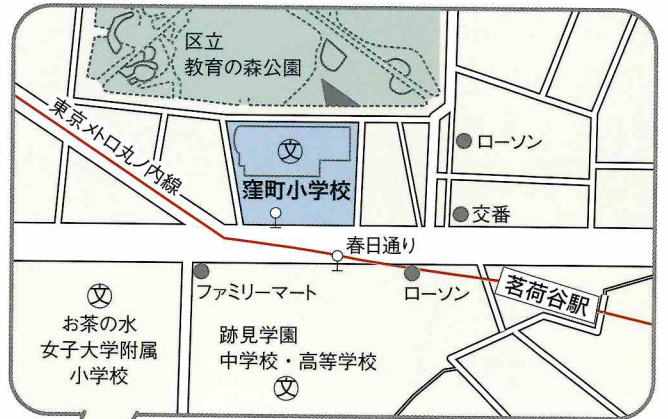 区立
教育の森公園
東京メトロ丸ノ内線
文
窪町小学校
ローソン
交番
春日通り
ファミリーマート
ローソン
茗荷谷駅
文
お茶の水
女子大学附属
小学校
跡見学園
中学校・高等学校
文